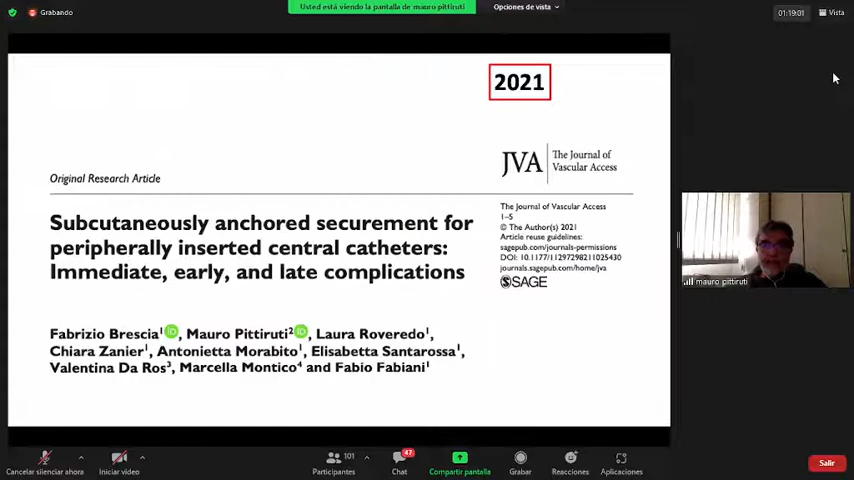 Grabando
Usted está viendo la pantalla de mauro pittiruti
Opciones de vista
01:19:01
Vista
2021
JVA
The Journal of
Vascular Access
Original Research Article
The Journal of Vascular Access
1–5
© The Author(s) 2021
Article reuse guidelines:
sagepub.com/journals-permissions
DOI: 10.1177/11297298211025430
journals.sagepub.com/home/jva
SAGE
Subcutaneously anchored securement for
peripherally inserted central catheters:
Immediate, early, and late complications
Fabrizio Brescia¹ iD, Mauro Pittiruti² iD, Laura Roveredo¹,
Chiara Zanier¹, Antonietta Morabito¹, Elisabetta Santarossa¹,
Valentina Da Ros³, Marcella Montico⁴ and Fabio Fabiani¹
mauro pittiruti
Cancelar silenciar ahora
Iniciar video
Participantes
101
Chat
47
Compartir pantalla
Grabar
Reacciones
Aplicaciones
Salir